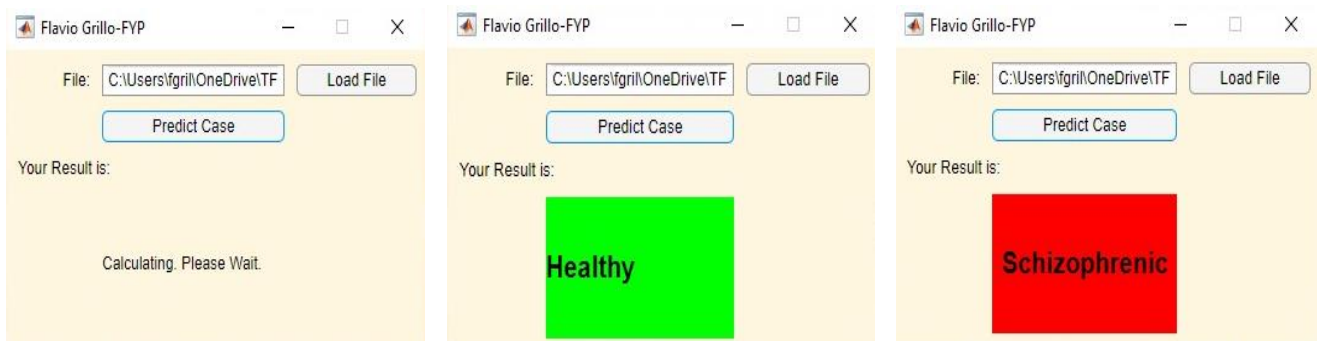 Flavio Grillo-FYP
File: C:\Users\fgril\OneDrive\TF Load File
Predict Case
Your Result is:
Calculating. Please Wait.
Flavio Grillo-FYP
File: C:\Users\fgril\OneDrive\TF Load File
Predict Case
Your Result is:
Healthy
Flavio Grillo-FYP
File: C:\Users\fgril\OneDrive\TF Load File
Predict Case
Your Result is:
Schizophrenic